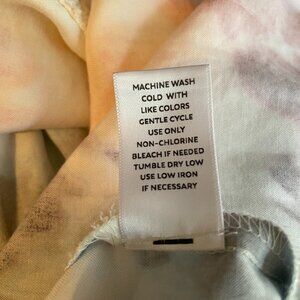 MACHINE WASH
COLD WITH
LIKE COLORS
GENTLE CYCLE
USE ONLY
NON-CHLORINE
BLEACH IF NEEDED
TUMBLE DRY LOW
USE LOW IRON
IF NECESSARY